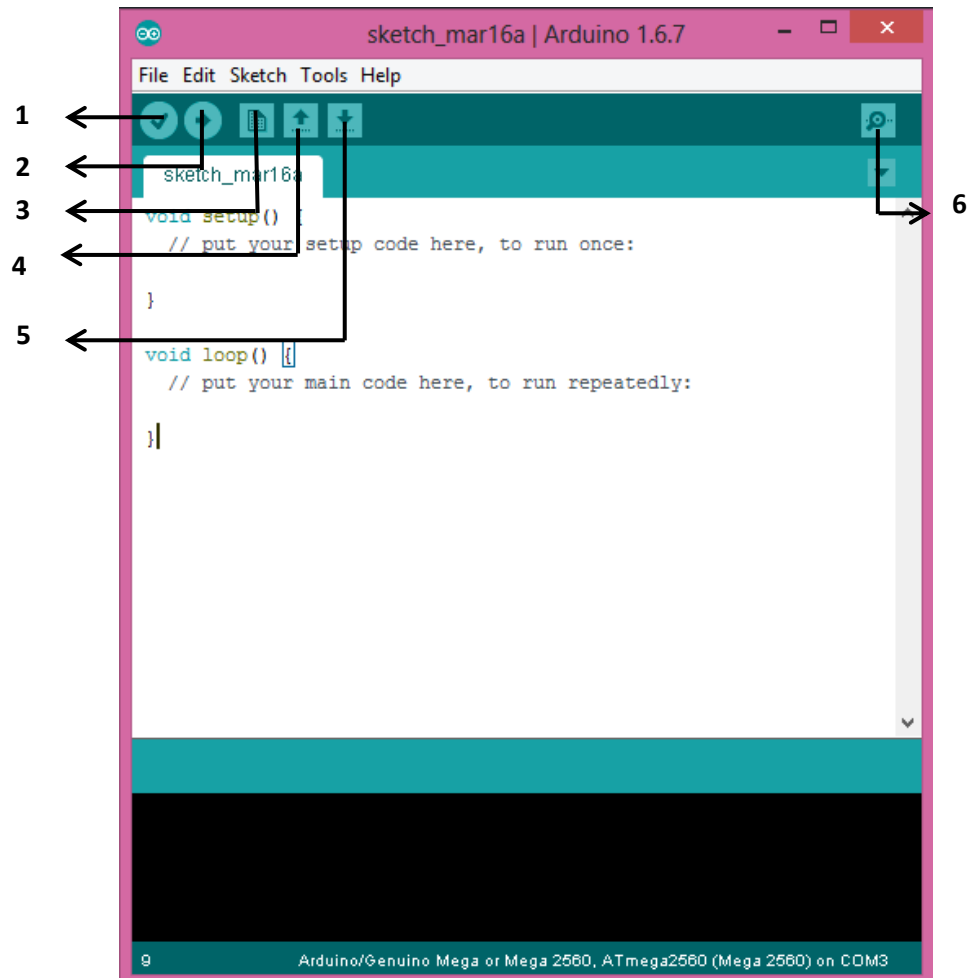 sketch_mar16a | Arduino 1.6.7
File Edit Sketch Tools Help
1
2
sketch_mar16a
3
void setup() {
6
// put your setup code here, to run once:
4
}
5
void loop() {
// put your main code here, to run repeatedly:
}
9
Arduino/Genuino Mega or Mega 2560, ATmega2560 (Mega 2560) on COM3